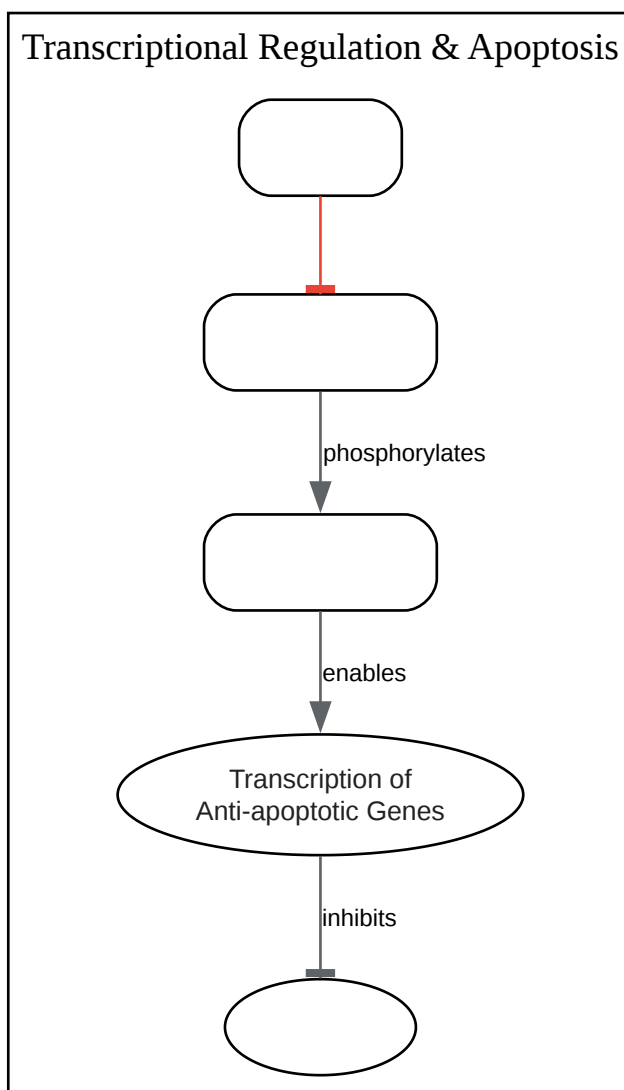 Transcriptional Regulation & Apoptosis
phosphorylates
enables
Transcription of
Anti-apoptotic Genes
inhibits